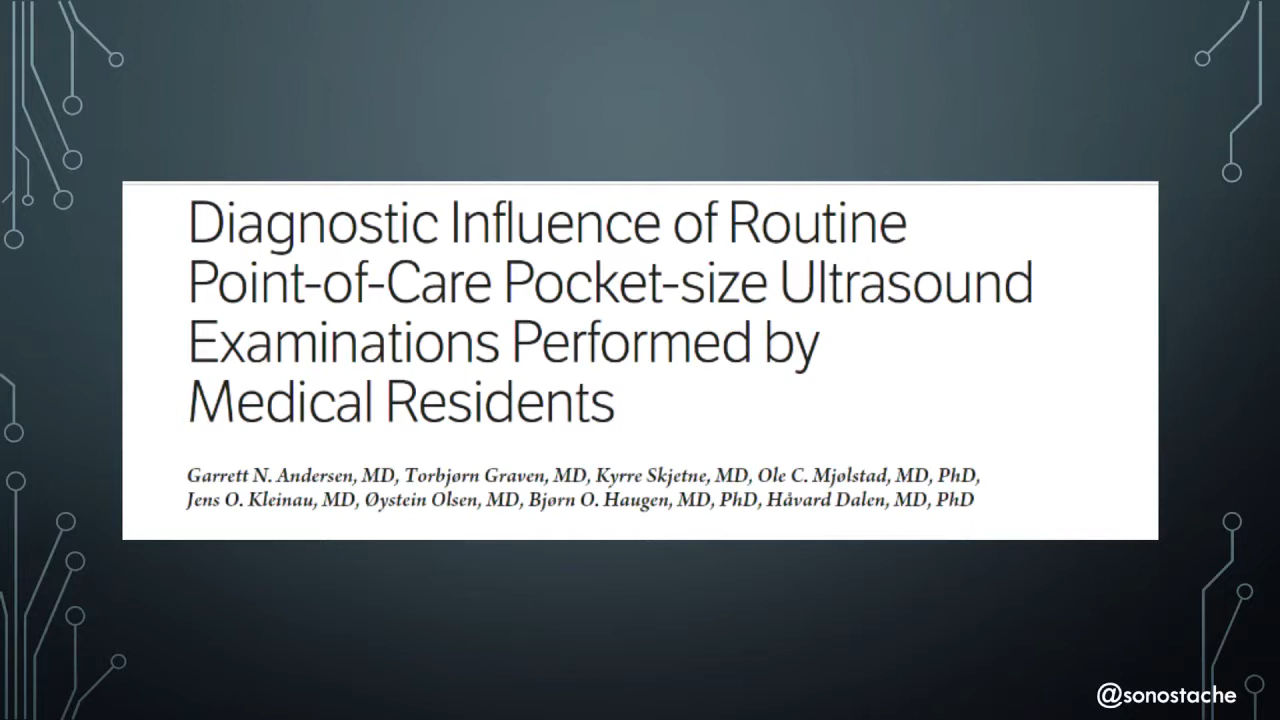 Diagnostic Influence of Routine
Point-of-Care Pocket-size Ultrasound
Examinations Performed by
Medical Residents
Garrett N. Andersen, MD, Torbjørn Graven, MD, Kyrre Skjetne, MD, Ole C. Mjølstad, MD, PhD,
Jens O. Kleinau, MD, Øystein Olsen, MD, Bjørn O. Haugen, MD, PhD, Håvard Dalen, MD, PhD
@sonostache